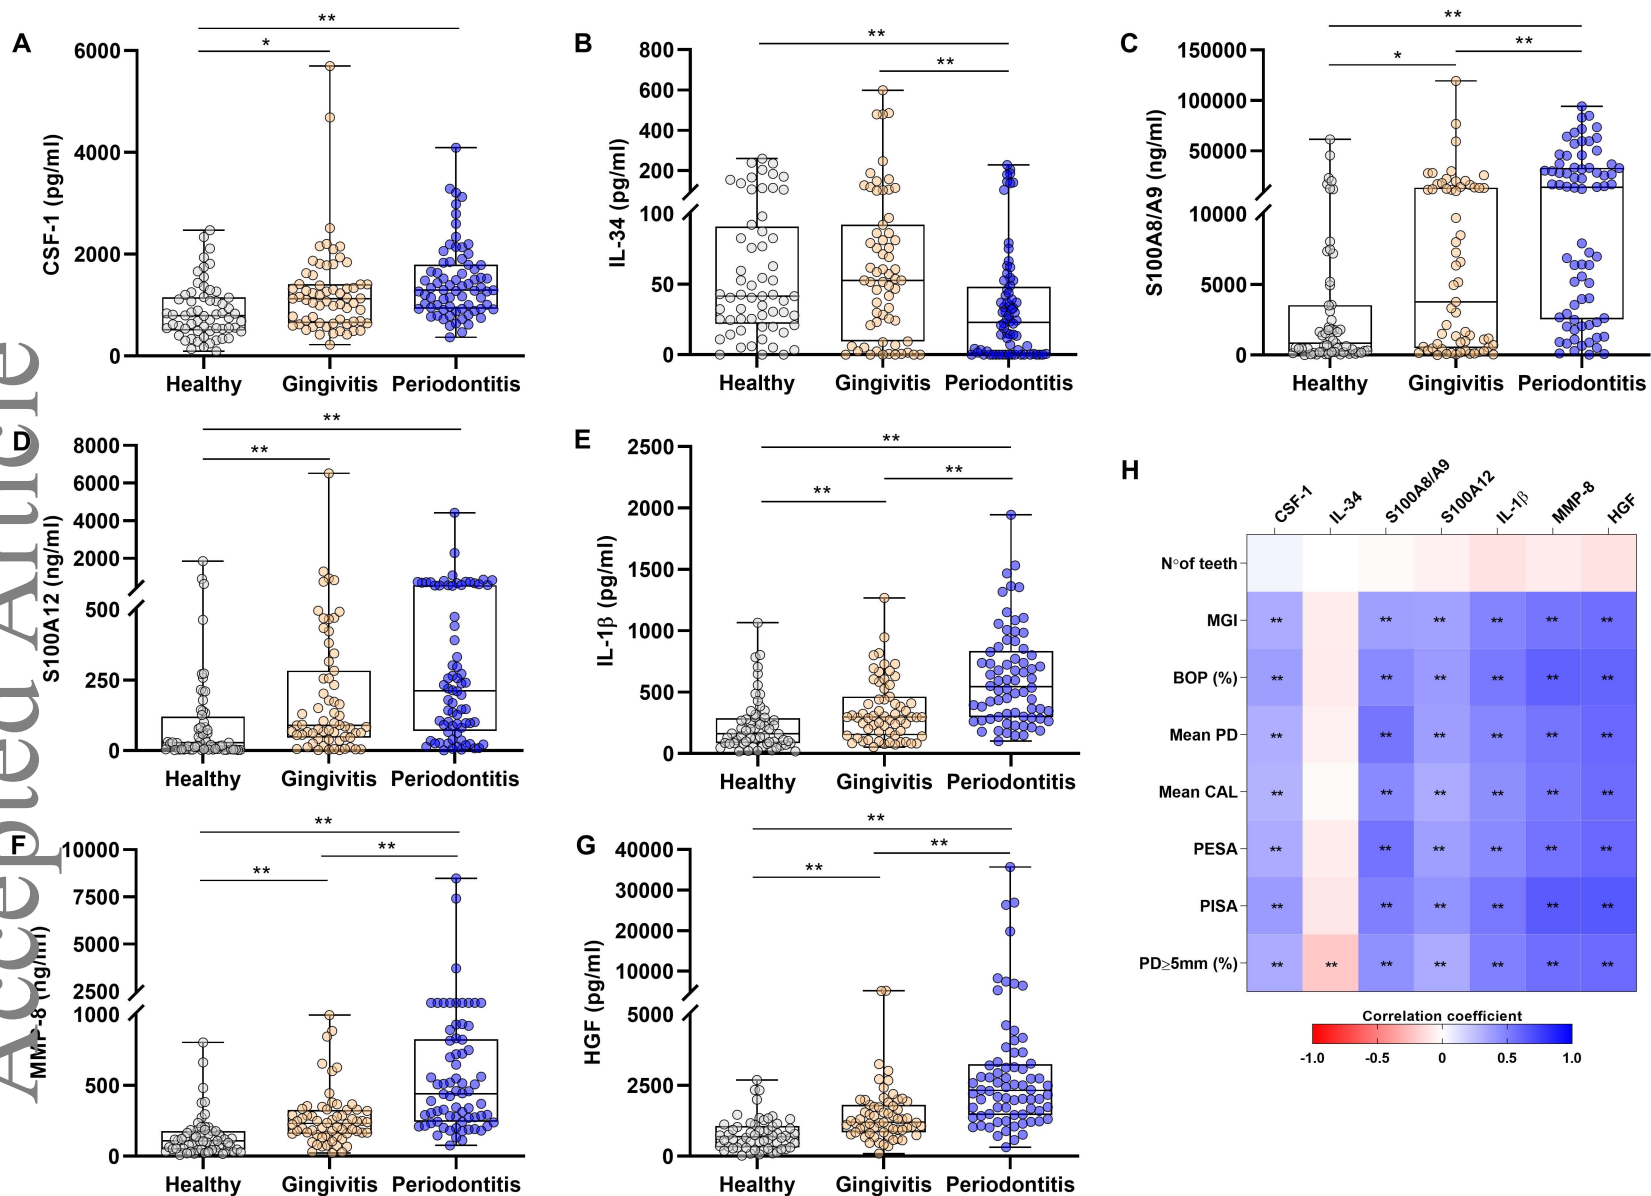 Accepted Article
A
CSF-1 (pg/ml)
6000
4000
2000
0
**
*
Healthy Gingivitis Periodontitis
B
IL-34 (pg/ml)
800
600
400
200
100
50
0
**
**
Healthy Gingivitis Periodontitis
C
S100A8/A9 (ng/ml)
150000
100000
50000
10000
5000
0
**
*
**
Healthy Gingivitis Periodontitis
D
S100A12 (ng/ml)
8000
6000
4000
2000
500
250
0
**
**
Healthy Gingivitis Periodontitis
E
IL-1β (pg/ml)
2500
2000
1500
1000
500
0
**
**
**
Healthy Gingivitis Periodontitis
F
MMP-8 (ng/ml)
10000
7500
5000
2500
1000
500
0
**
**
**
Healthy Gingivitis Periodontitis
G
HGF (pg/ml)
40000
30000
20000
10000
5000
2500
0
**
**
**
Healthy Gingivitis Periodontitis
H
CSF-1 IL-34 S100A8/A9 S100A12 IL-1β MMP-8 HGF
N°of teeth
MGI ** ** ** ** ** **
BOP (%) ** ** ** ** ** **
Mean PD ** ** ** ** ** **
Mean CAL ** ** ** ** ** **
PESA ** ** ** ** ** **
PISA ** ** ** ** ** **
PD≥5mm (%) ** ** ** ** ** ** **
Correlation coefficient
-1.0 -0.5 0 0.5 1.0